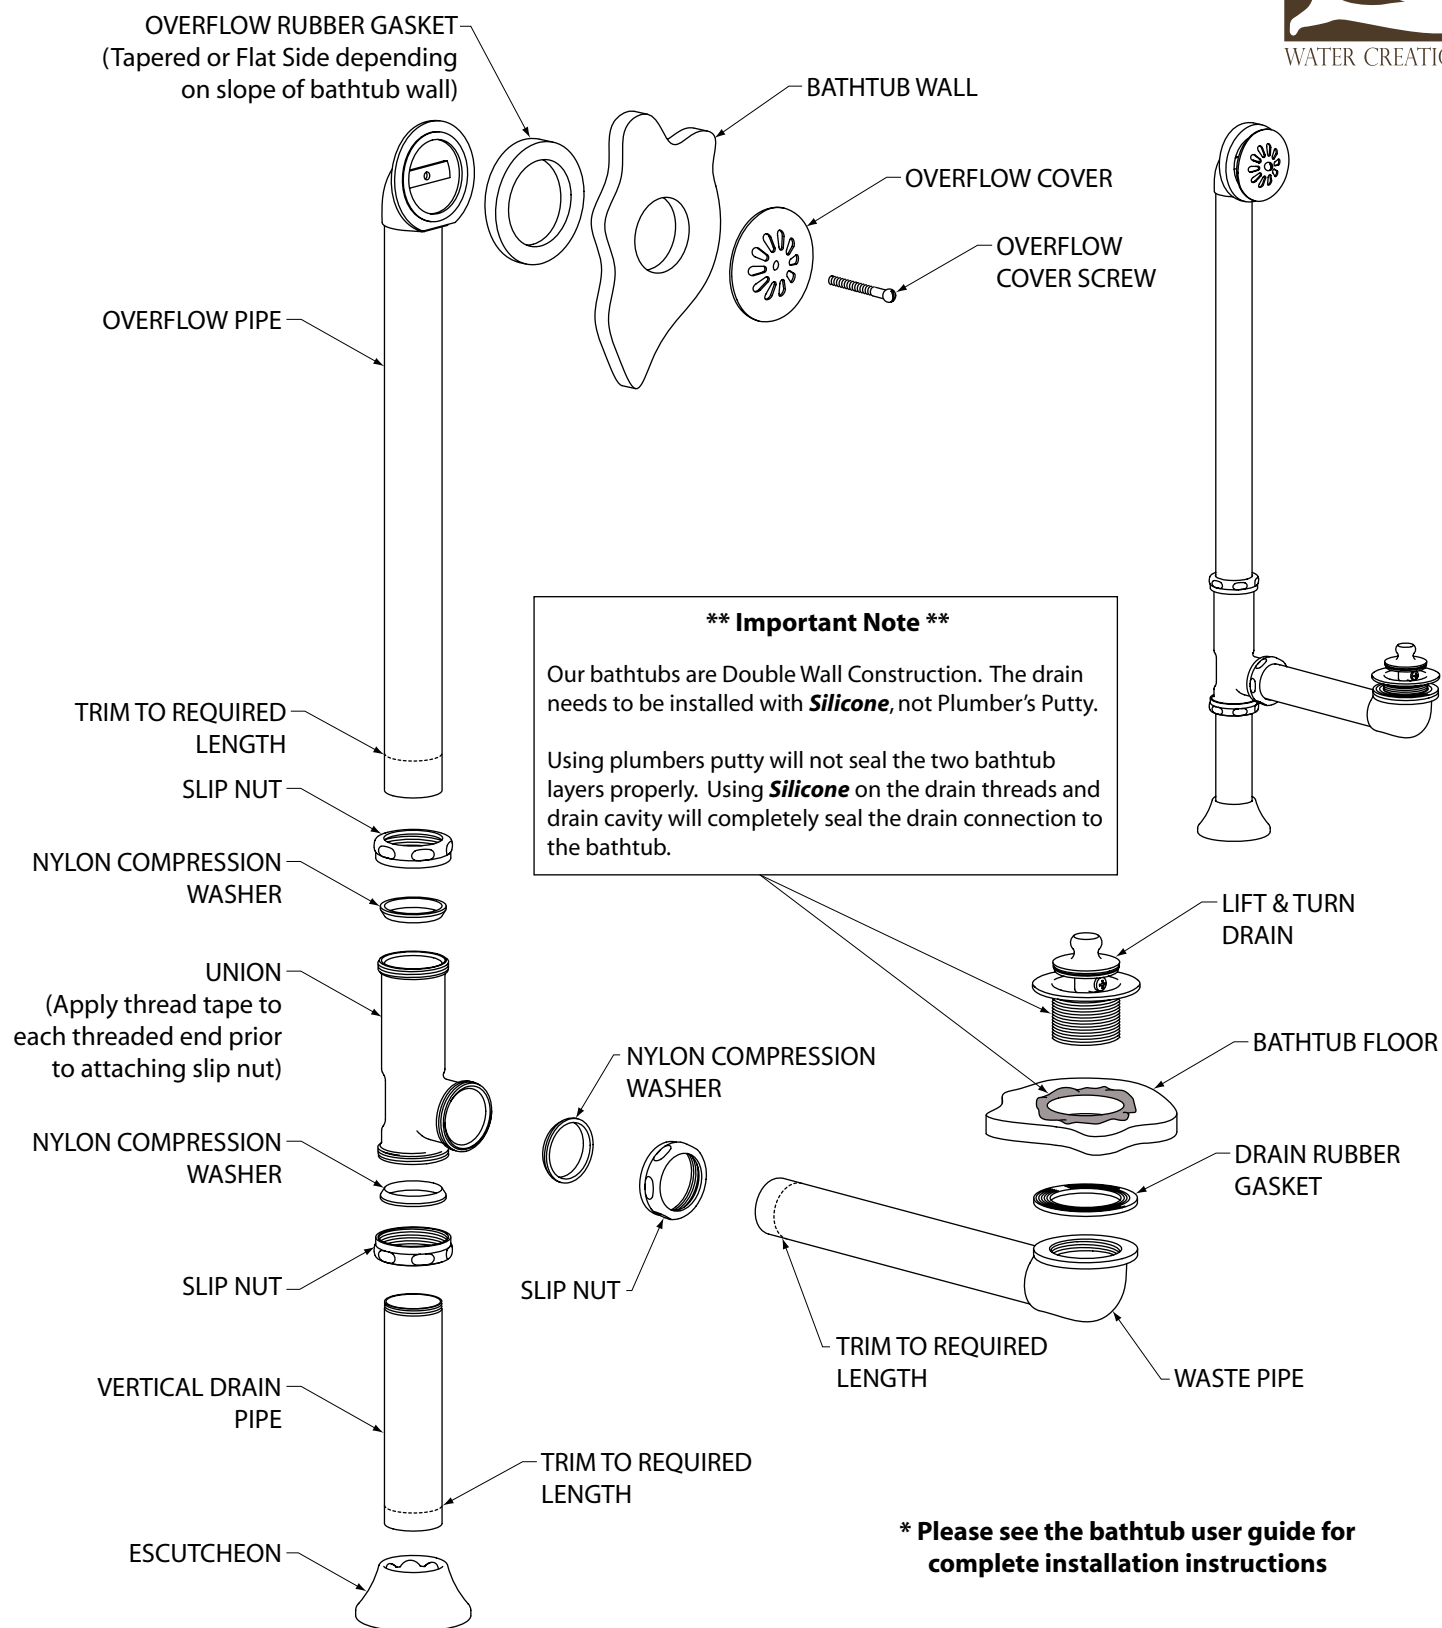 WATER CREATIO
OVERFLOW RUBBER GASKET
(Tapered or Flat Side depending
on slope of bathtub wall)
BATHTUB WALL
OVERFLOW COVER
OVERFLOW
COVER SCREW
OVERFLOW PIPE
** Important Note **
Our bathtubs are Double Wall Construction. The drain
needs to be installed with Silicone, not Plumber's Putty.
Using plumbers putty will not seal the two bathtub
layers properly. Using Silicone on the drain threads and
drain cavity will completely seal the drain connection to
the bathtub.
TRIM TO REQUIRED
LENGTH
SLIP NUT
NYLON COMPRESSION
WASHER
UNION
(Apply thread tape to
each threaded end prior
to attaching slip nut)
NYLON COMPRESSION
WASHER
SLIP NUT
VERTICAL DRAIN
PIPE
ESCUTCHEON
TRIM TO REQUIRED
LENGTH
NYLON COMPRESSION
WASHER
SLIP NUT
TRIM TO REQUIRED
LENGTH
LIFT & TURN
DRAIN
BATHTUB FLOOR
DRAIN RUBBER
GASKET
WASTE PIPE
* Please see the bathtub user guide for
complete installation instructions